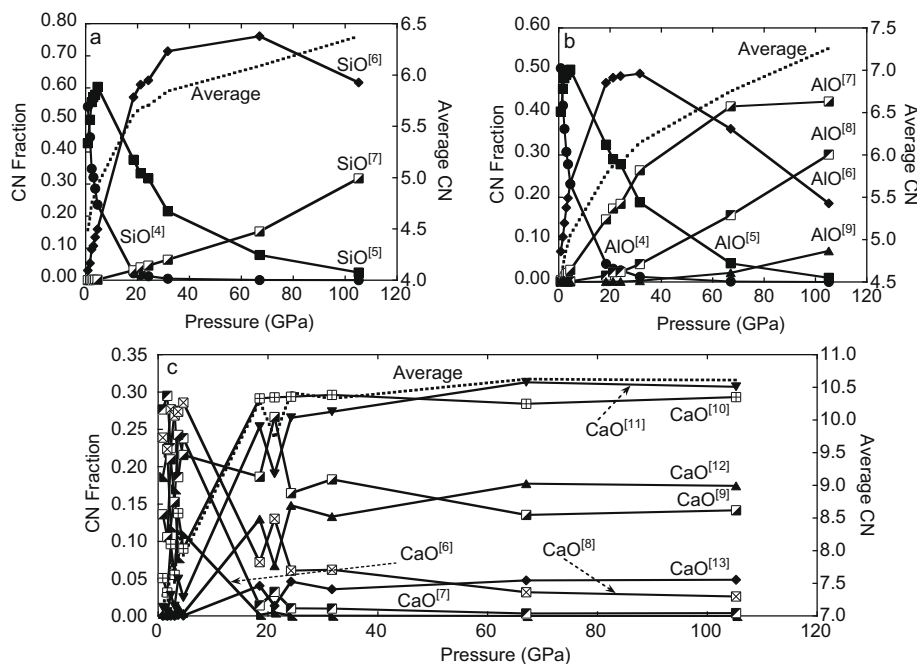 a
0.80
0.70
0.60
0.50
0.40
0.30
0.20
0.10
0.00
CN Fraction
0 20 40 60 80 100 120
Pressure (GPa)
6.5
6.0
5.5
5.0
4.5
4.0
Average CN
SiO[6]
Average
SiO[7]
SiO[4]
SiO[5]
b
0.60
0.50
0.40
0.30
0.20
0.10
0.00
CN Fraction
0 20 40 60 80 100 120
Pressure (GPa)
7.5
7.0
6.5
6.0
5.5
5.0
4.5
Average CN
Average
AlO[7]
AlO[8]
AlO[6]
AlO[4]
AlO[5]
AlO[9]
c
0.35
0.30
0.25
0.20
0.15
0.10
0.05
0.00
CN Fraction
0 20 40 60 80 100 120
Pressure (GPa)
11.0
10.5
10.0
9.5
9.0
8.5
8.0
7.5
7.0
Average CN
Average
CaO[10]
CaO[11]
CaO[12]
CaO[9]
CaO[6]
CaO[8]
CaO[13]
CaO[7]